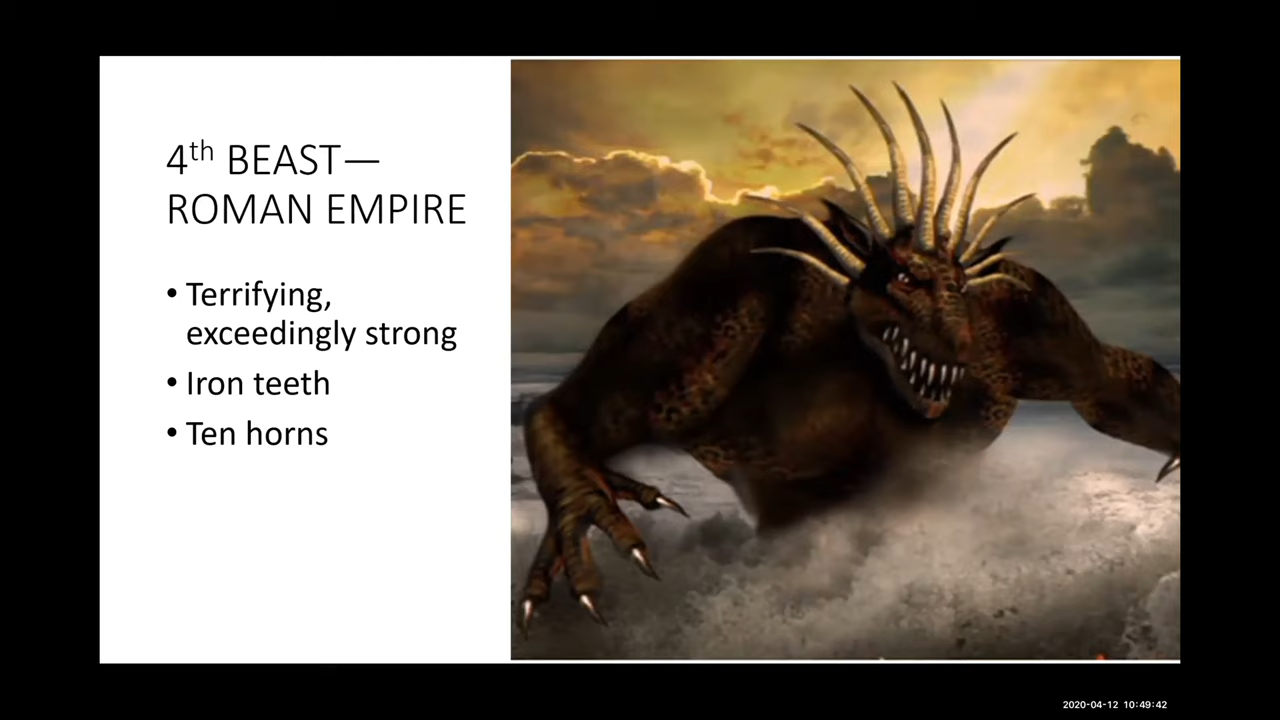 4th BEAST—
ROMAN EMPIRE
• Terrifying,
exceedingly strong
• Iron teeth
• Ten horns
2020-04-12 10:49:42